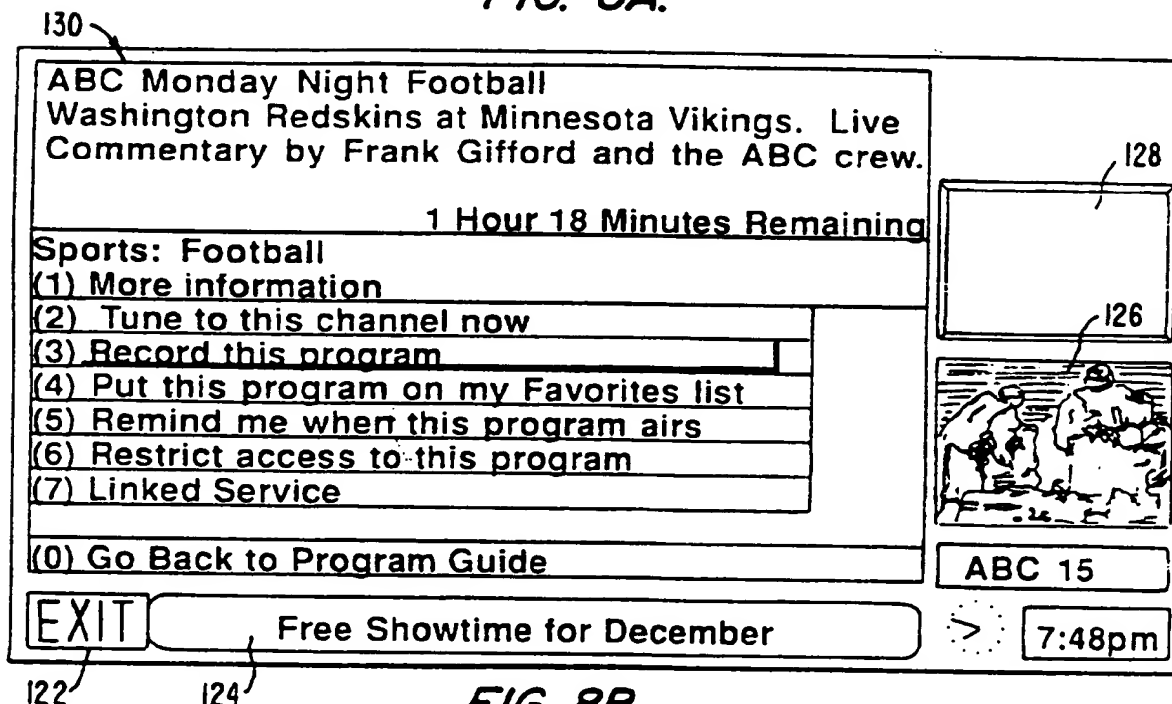 FIG. 8A.
130
ABC Monday Night Football
Washington Redskins at Minnesota Vikings. Live
Commentary by Frank Gifford and the ABC crew.
1 Hour 18 Minutes Remaining
Sports: Football
(1) More information
(2) Tune to this channel now
(3) Record this program
(4) Put this program on my Favorites list
(5) Remind me when this program airs
(6) Restrict access to this program
(7) Linked Service
(0) Go Back to Program Guide
128
126
ABC 15
EXIT
Free Showtime for December
7:48pm
122
124
FIG. 8B